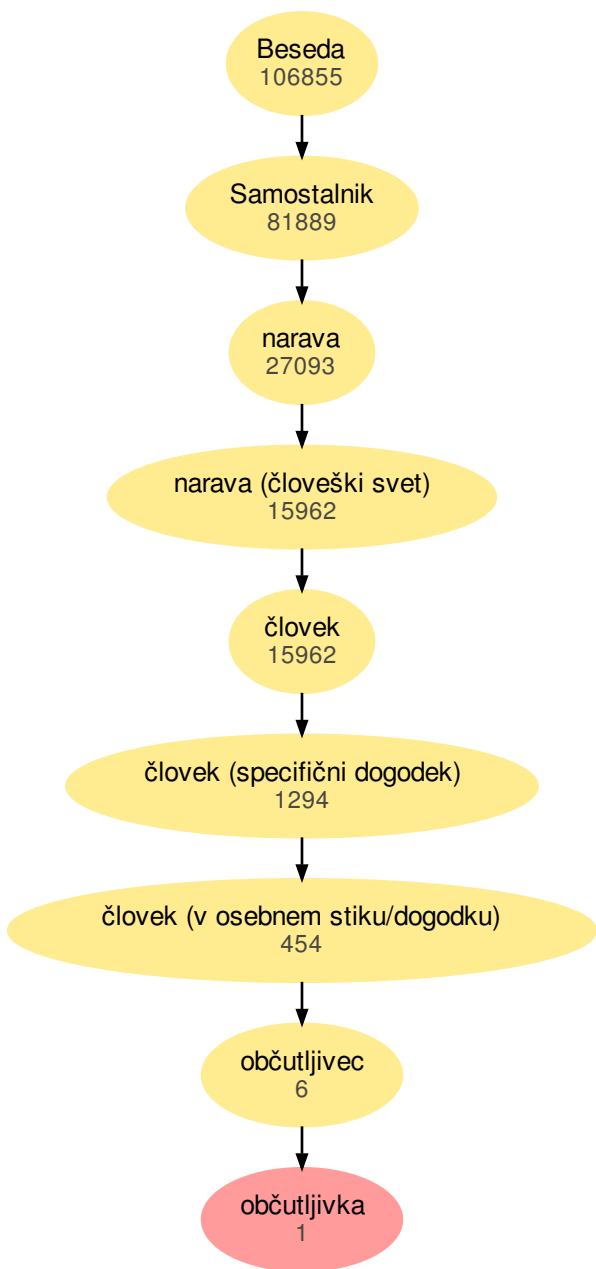 Beseda
106855
Samostalnik
81889
narava
27093
narava (človeški svet)
15962
človek
15962
človek (specifični dogodek)
1294
človek (v osebnem stiku/dogodku)
454
občutljivec
6
občutljivka
1